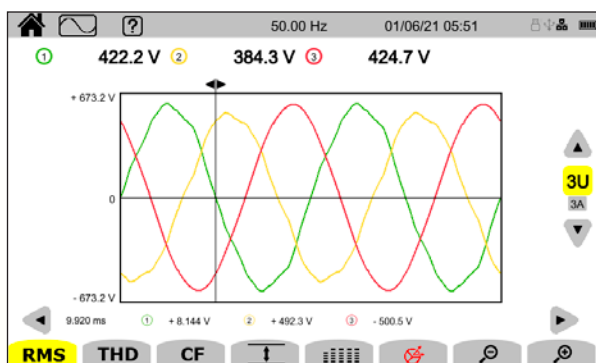 ? 50.00 Hz 01/06/21 05:51 ?
1 422.2 V 2 384.3 V 3 424.7 V
+ 673.2 V
3U
0
3A
- 673.2 V
9.920 ms 1 + 8.144 V 2 + 492.3 V 3 - 500.5 V
RMS THD CF